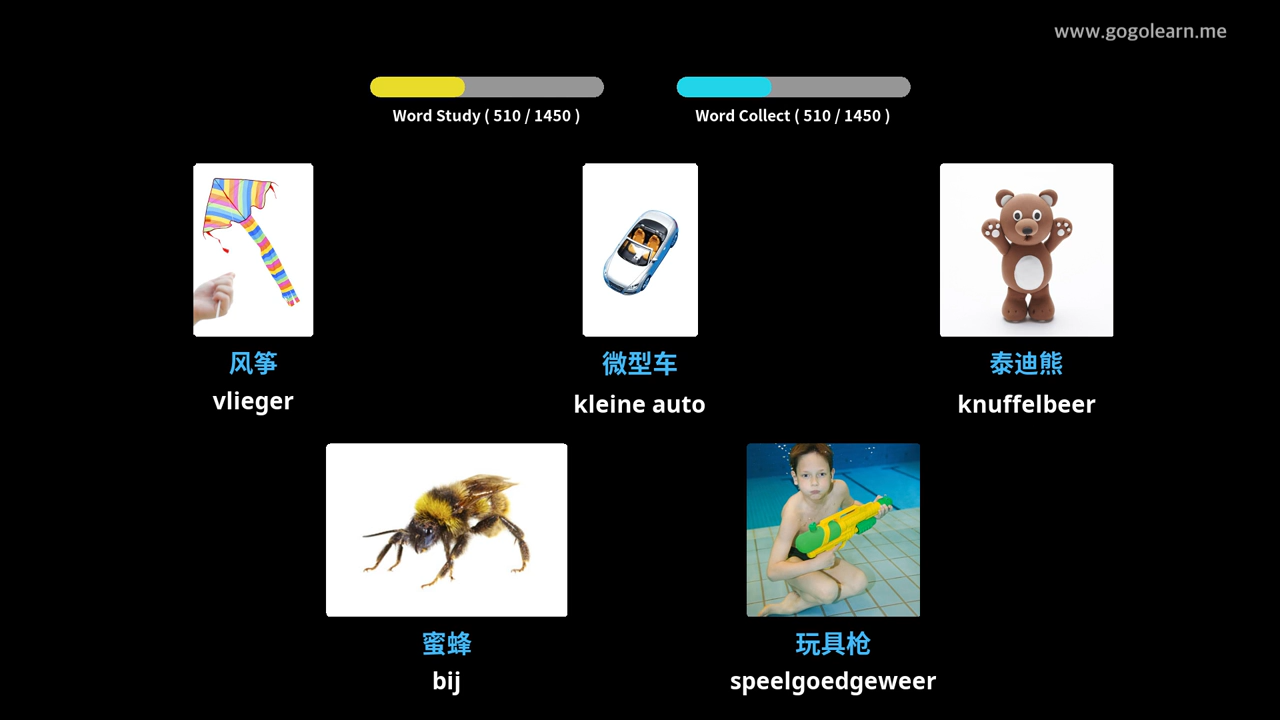 www.gogolearn.me
Word Study ( 510 / 1450 )
Word Collect ( 510 / 1450 )
风筝
微型车
泰迪熊
vlieger
kleine auto
knuffelbeer
蜜蜂
玩具枪
bij
speelgoedgeweer